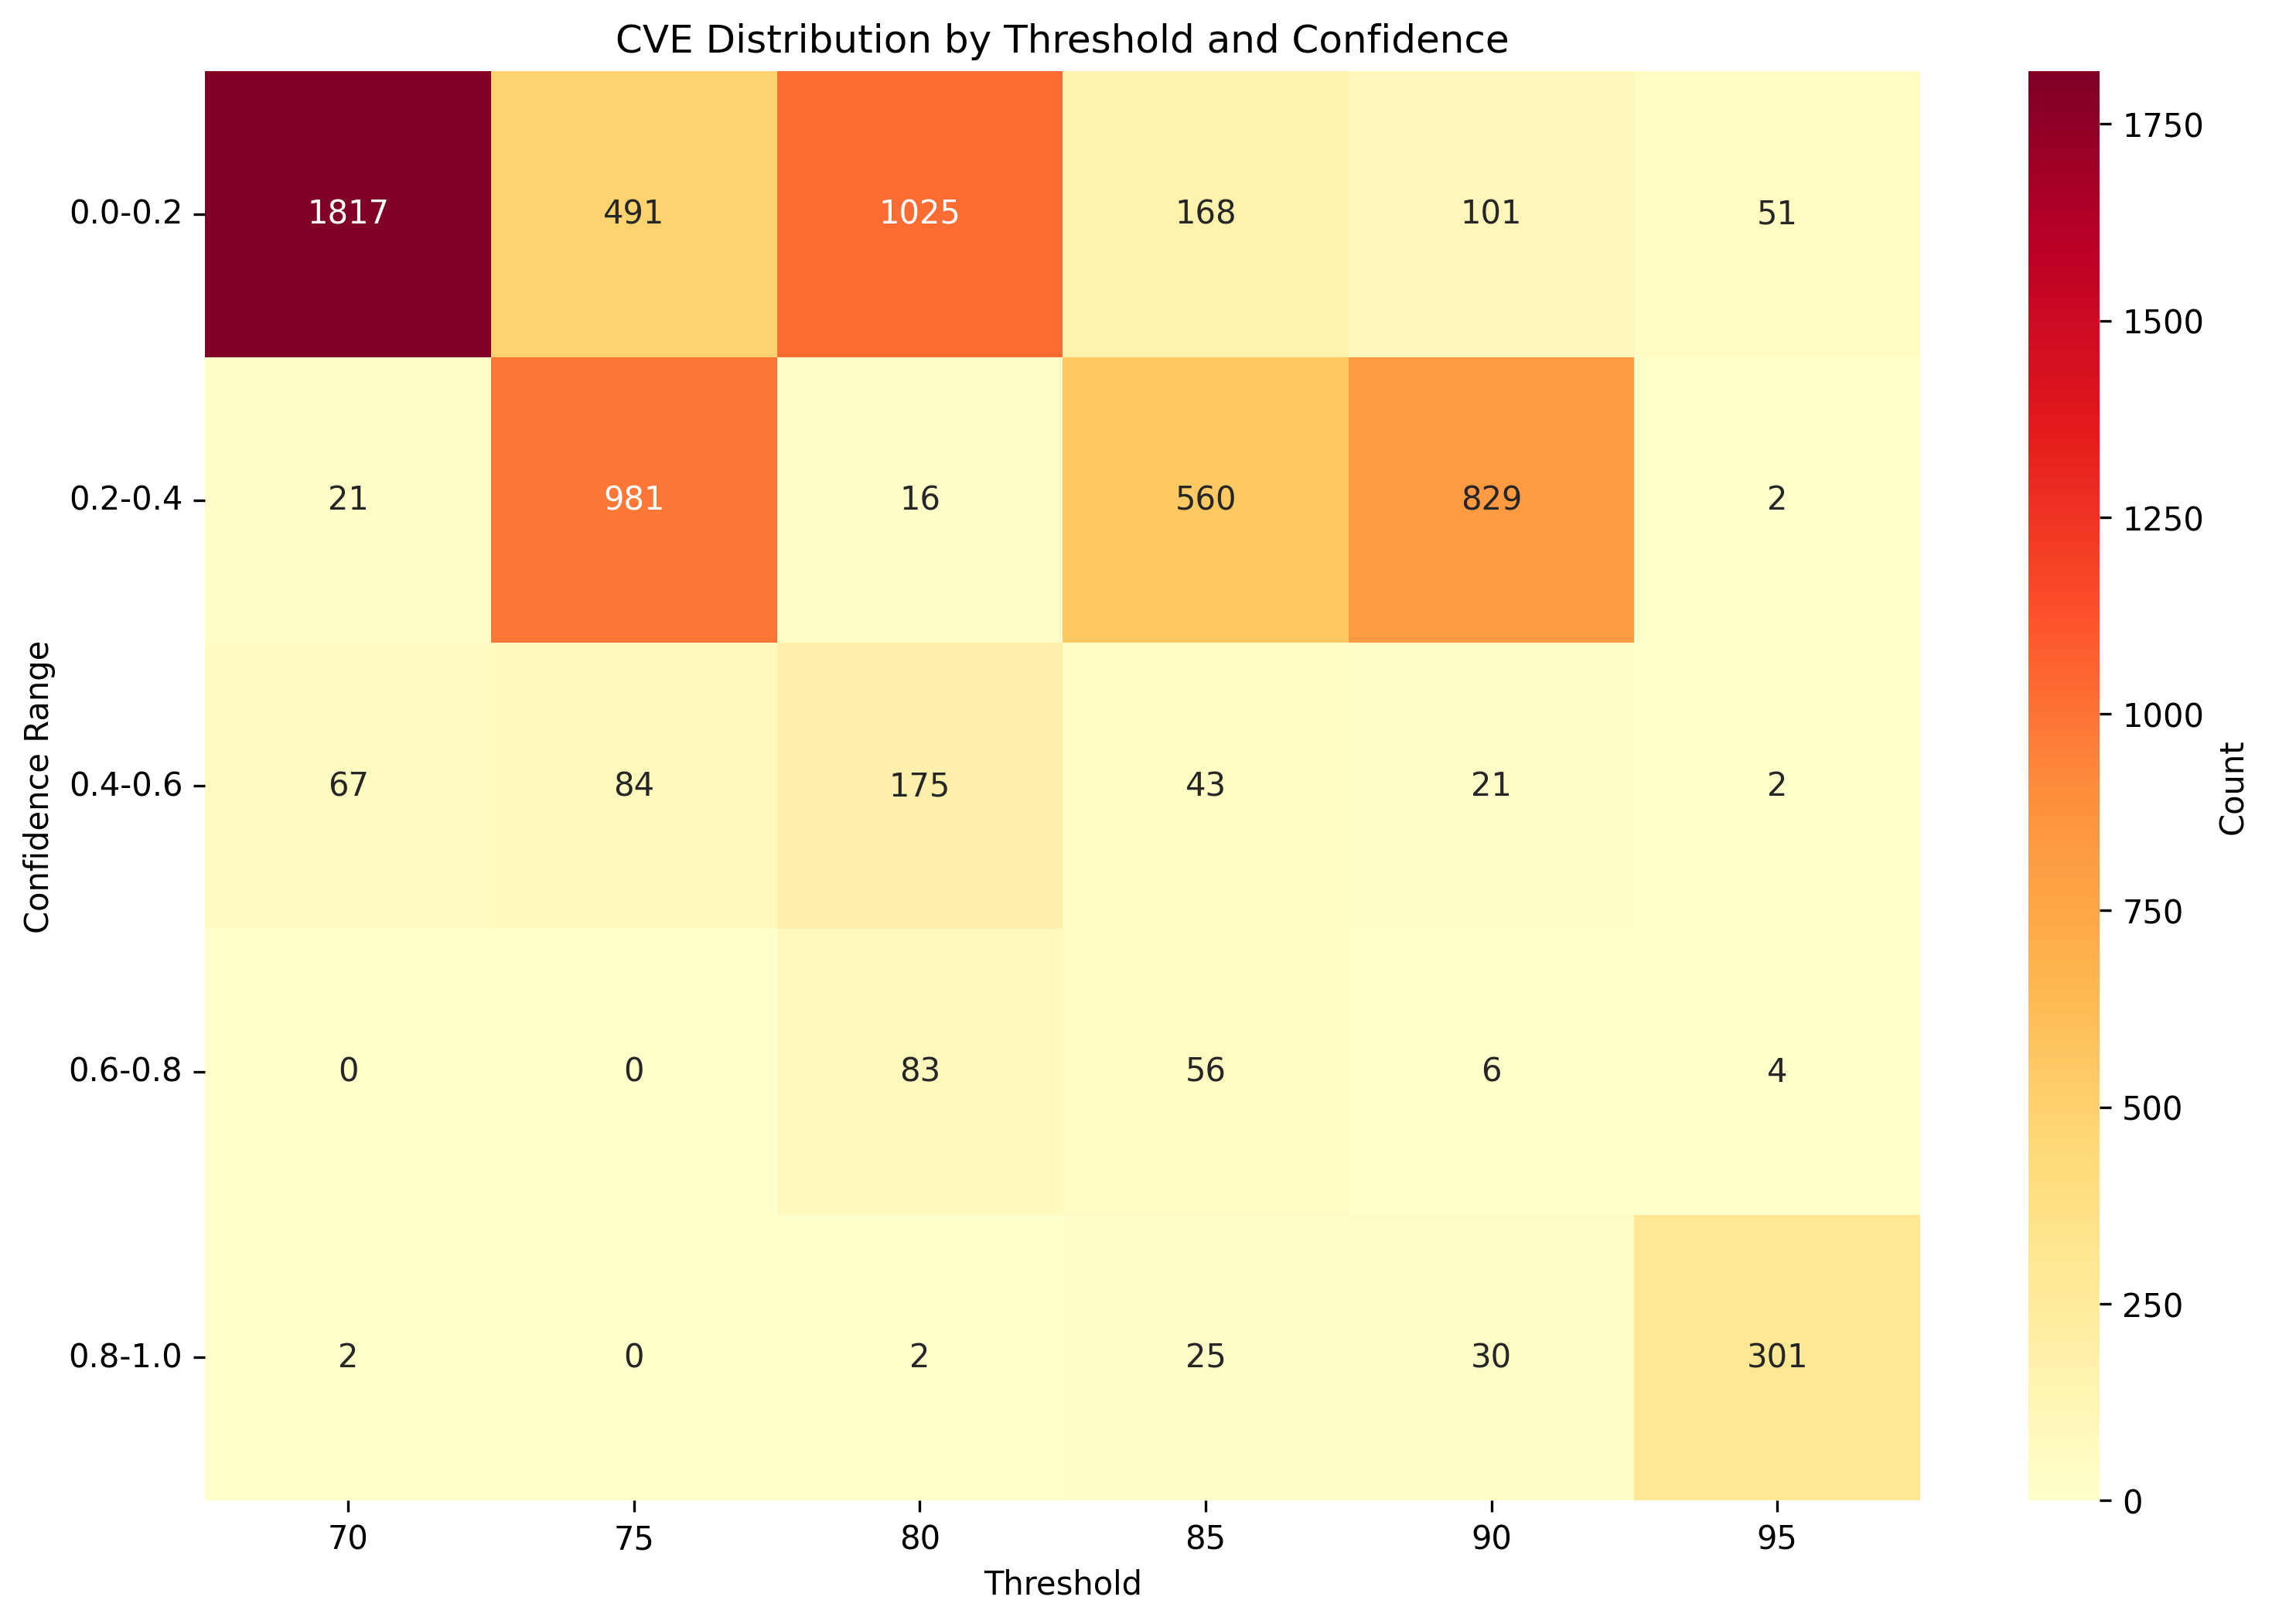 CVE Distribution by Threshold and Confidence
0.0-0.2 1817 491 1025 168 101 51
0.2-0.4 21 981 16 560 829 2
0.4-0.6 67 84 175 43 21 2
0.6-0.8 0 0 83 56 6 4
0.8-1.0 2 0 2 25 30 301
70 75 80 85 90 95
Threshold
Confidence Range
1750
1500
1250
1000
750
500
250
0
Count